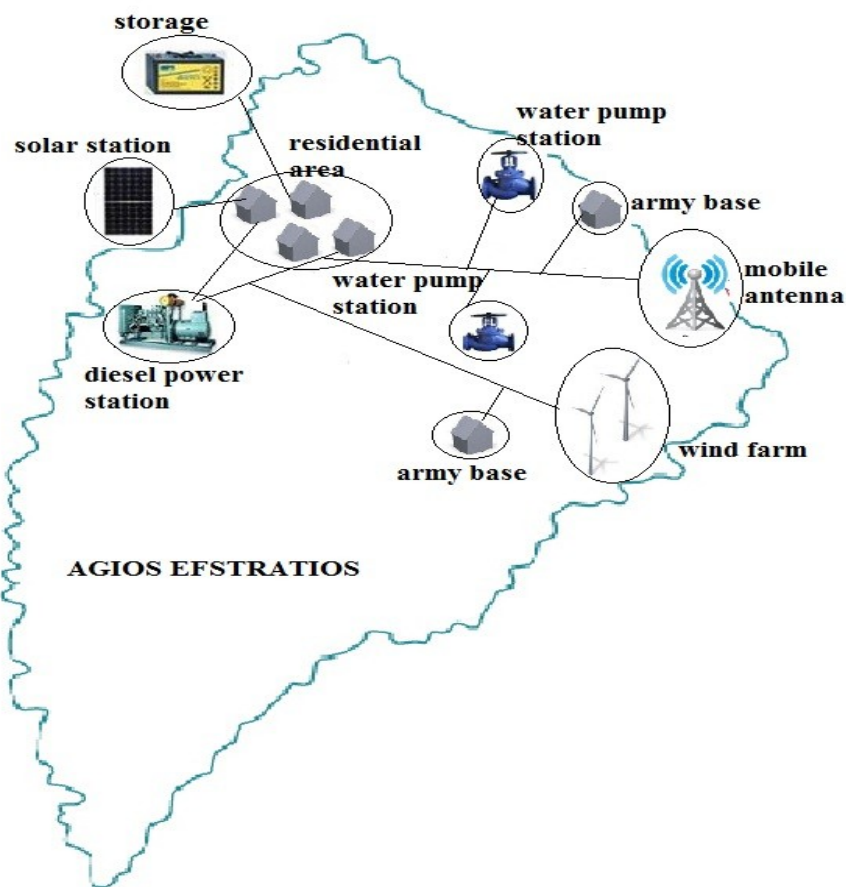 storage
solar station
residential
area
water pump
station
army base
mobile
antenna
water pump
station
diesel power
station
wind farm
army base
AGIOS EFSTRATIOS